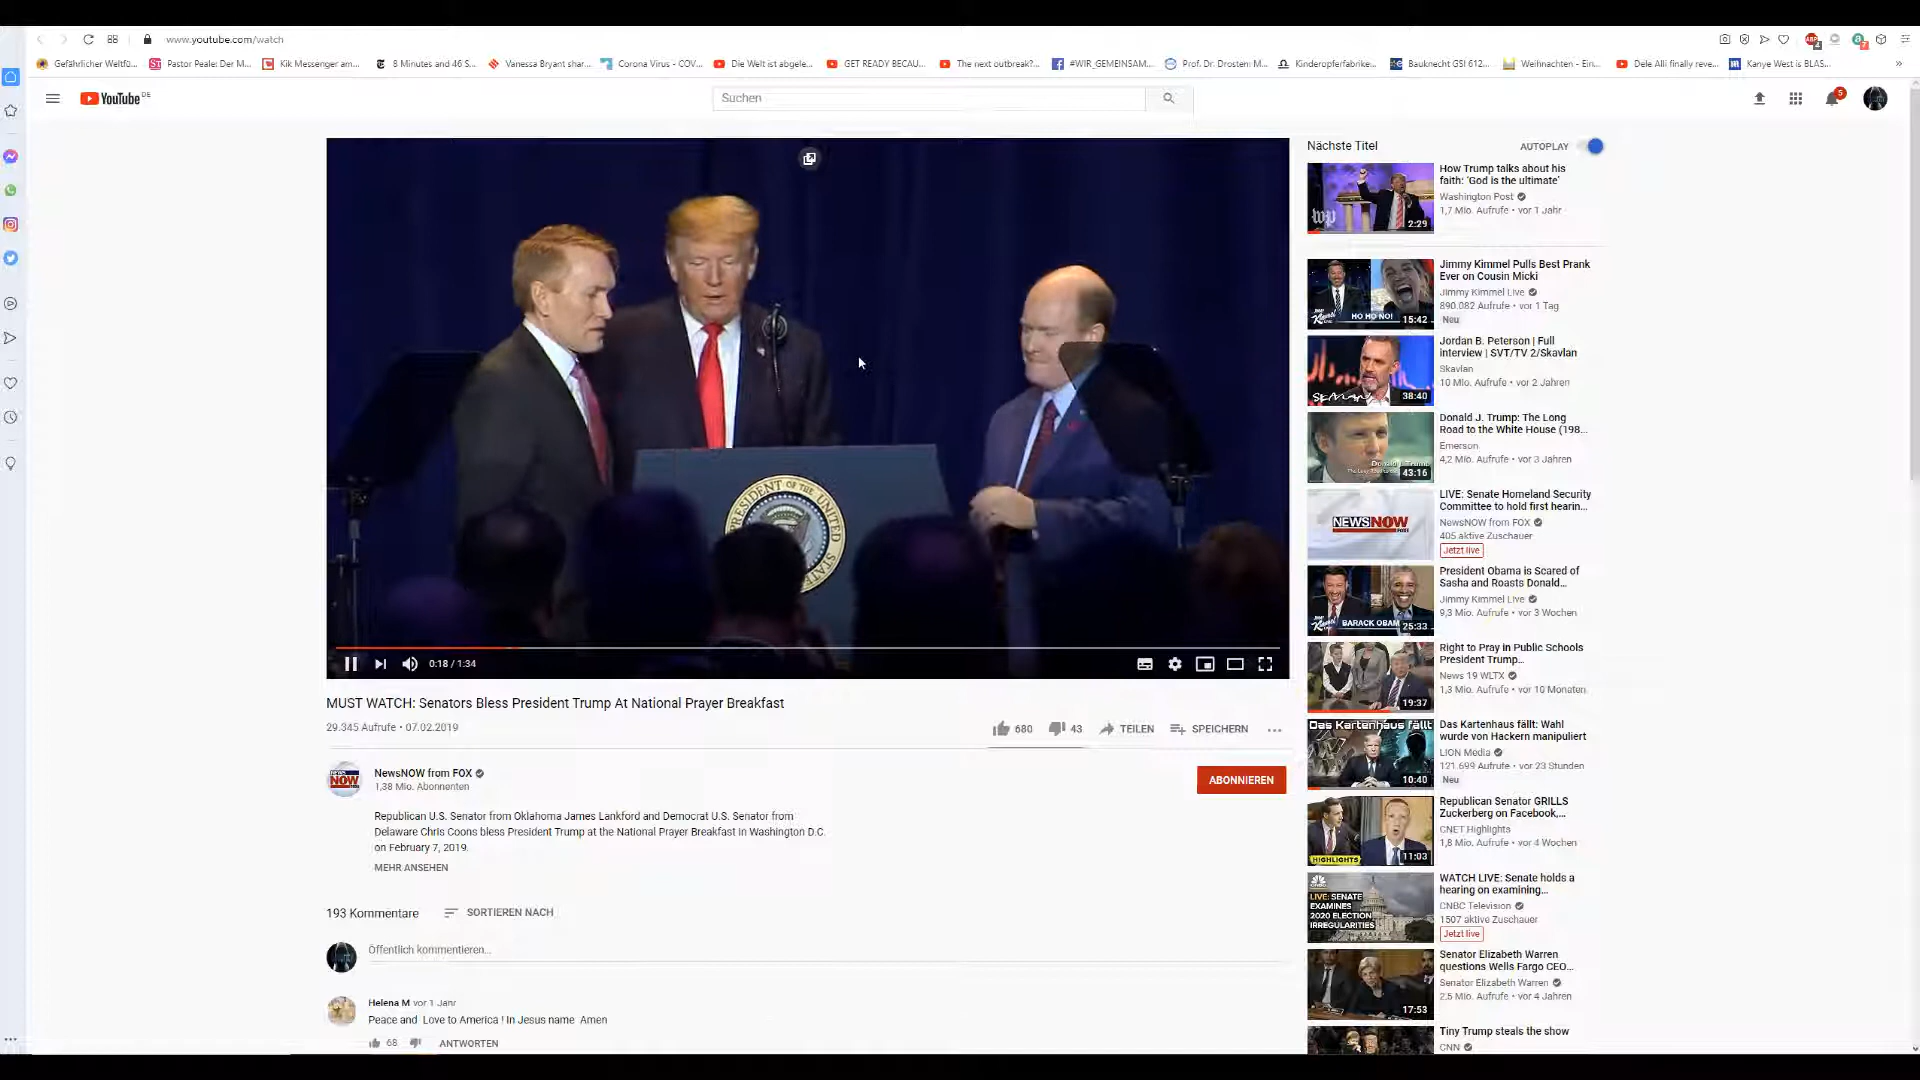 www.youtube.com/watch
Gefährlicher Weltfü...
Pastor Peale: Der M...
Kik Messenger am...
8 Minutes and 46 S...
Vanessa Bryant shar...
Corona Virus - COV...
Die Welt ist abgele...
GET READY BECAU...
The next outbreak?...
#WIR_GEMEINSAM...
Prof. Dr. Drosten: M...
Kinderopferfabrike...
Bauknecht GSI 612...
Weihnachten - Ein...
Dele Alli finally reve...
Kanye West is BLAS...
YouTube DE
Suchen
5
PRESIDENT OF THE UNITED STATE
0:18 / 1:34
MUST WATCH: Senators Bless President Trump At National Prayer Breakfast
29.345 Aufrufe • 07.02.2019
680
43
TEILEN
SPEICHERN
NEWS NOW
NewsNOW from FOX
1,38 Mio. Abonnenten
ABONNIEREN
Republican U.S. Senator from Oklahoma James Lankford and Democrat U.S. Senator from
Delaware Chris Coons bless President Trump at the National Prayer Breakfast in Washington D.C.
on February 7, 2019.
MEHR ANSEHEN
193 Kommentare
SORTIEREN NACH
Öffentlich kommentieren...
Helena M vor 1 Jahr
Peace and Love to America ! In Jesus name Amen
68
ANTWORTEN
Nächste Titel
AUTOPLAY
wp
2:29
How Trump talks about his
faith: 'God is the ultimate'
Washington Post
1,7 Mio. Aufrufe • vor 1 Jahr
HO HO NO!
15:42
Jimmy Kimmel Pulls Best Prank
Ever on Cousin Micki
Jimmy Kimmel Live
890.082 Aufrufe • vor 1 Tag
Neu
SKAVLAN
38:40
Jordan B. Peterson | Full
interview | SVT/TV 2/Skavlan
Skavlan
10 Mio. Aufrufe • vor 2 Jahren
43:16
Donald J. Trump: The Long
Road to the White House (198...
Emerson
4,2 Mio. Aufrufe • vor 3 Jahren
NEWSNOW
LIVE: Senate Homeland Security
Committee to hold first hearin...
NewsNOW from FOX
405 aktive Zuschauer
Jetzt live
BARACK OBAM
25:33
President Obama is Scared of
Sasha and Roasts Donald...
Jimmy Kimmel Live
9,3 Mio. Aufrufe • vor 3 Wochen
19:37
Right to Pray in Public Schools
President Trump...
News 19 WLTX
1,3 Mio. Aufrufe • vor 10 Monaten
Das Kartenhaus fällt
10:40
Das Kartenhaus fällt: Wahl
wurde von Hackern manipuliert
LION Media
121.699 Aufrufe • vor 23 Stunden
Neu
HIGHLIGHTS
11:03
Republican Senator GRILLS
Zuckerberg on Facebook,...
CNET Highlights
1,8 Mio. Aufrufe • vor 4 Wochen
LIVE: SENATE
EXAMINES
2020 ELECTION
IRREGULARITIES
WATCH LIVE: Senate holds a
hearing on examining...
CNBC Television
1507 aktive Zuschauer
Jetzt live
17:53
Senator Elizabeth Warren
questions Wells Fargo CEO...
Senator Elizabeth Warren
2,5 Mio. Aufrufe • vor 4 Jahren
Tiny Trump steals the show
CNN